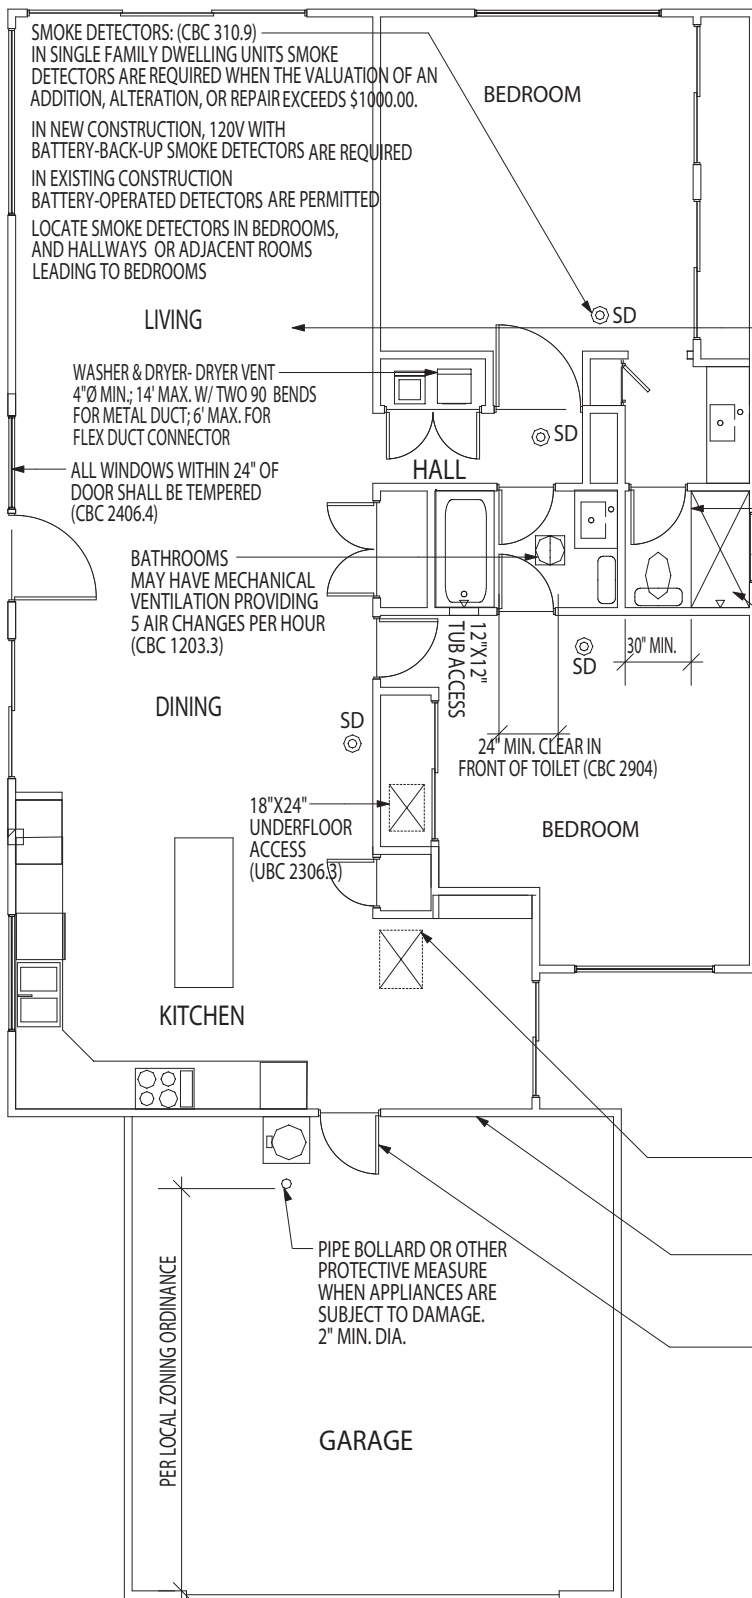 SMOKE DETECTORS: (CBC 310.9)
IN SINGLE FAMILY DWELLING UNITS SMOKE
DETECTORS ARE REQUIRED WHEN THE VALUATION OF AN
ADDITION, ALTERATION, OR REPAIR EXCEEDS $1000.00.
IN NEW CONSTRUCTION, 120V WITH
BATTERY-BACK-UP SMOKE DETECTORS ARE REQUIRED
IN EXISTING CONSTRUCTION
BATTERY-OPERATED DETECTORS ARE PERMITTED
LOCATE SMOKE DETECTORS IN BEDROOMS,
AND HALLWAYS OR ADJACENT ROOMS
LEADING TO BEDROOMS
BEDROOM
SD
LIVING
WASHER & DRYER- DRYER VENT
4"Ø MIN.; 14' MAX. W/ TWO 90 BENDS
FOR METAL DUCT; 6' MAX. FOR
FLEX DUCT CONNECTOR
SD
HALL
ALL WINDOWS WITHIN 24" OF
DOOR SHALL BE TEMPERED
(CBC 2406.4)
BATHROOMS
MAY HAVE MECHANICAL
VENTILATION PROVIDING
5 AIR CHANGES PER HOUR
(CBC 1203.3)
12"X12"
TUB ACCESS
SD
30" MIN.
DINING
SD
24" MIN. CLEAR IN
FRONT OF TOILET (CBC 2904)
18"X24"
UNDERFLOOR
ACCESS
(UBC 2306.3)
BEDROOM
KITCHEN
PIPE BOLLARD OR OTHER
PROTECTIVE MEASURE
WHEN APPLIANCES ARE
SUBJECT TO DAMAGE.
2" MIN. DIA.
PER LOCAL ZONING ORDINANCE
GARAGE